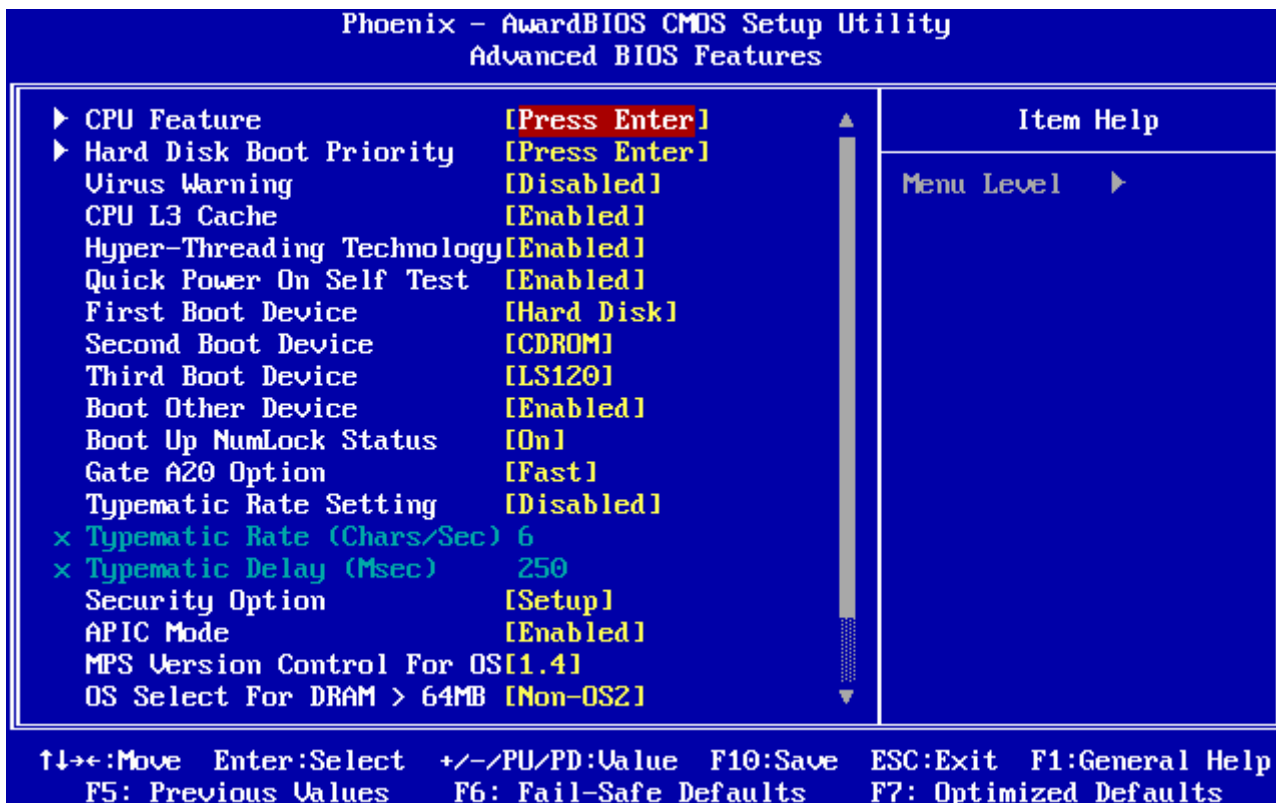 Phoenix - AwardBIOS CMOS Setup Utility
Advanced BIOS Features
CPU Feature [Press Enter]
Hard Disk Boot Priority [Press Enter]
Virus Warning [Disabled]
CPU L3 Cache [Enabled]
Hyper-Threading Technology[Enabled]
Quick Power On Self Test [Enabled]
First Boot Device [Hard Disk]
Second Boot Device [CDROM]
Third Boot Device [LS120]
Boot Other Device [Enabled]
Boot Up NumLock Status [On]
Gate A20 Option [Fast]
Typematic Rate Setting [Disabled]
x Typematic Rate (Chars/Sec) 6
x Typematic Delay (Msec) 250
Security Option [Setup]
APIC Mode [Enabled]
MPS Version Control For OS[1.4]
OS Select For DRAM > 64MB [Non-OS2]
Item Help
Menu Level
↑↓→←:Move Enter:Select +/-/PU/PD:Value F10:Save ESC:Exit F1:General Help
F5: Previous Values F6: Fail-Safe Defaults F7: Optimized Defaults